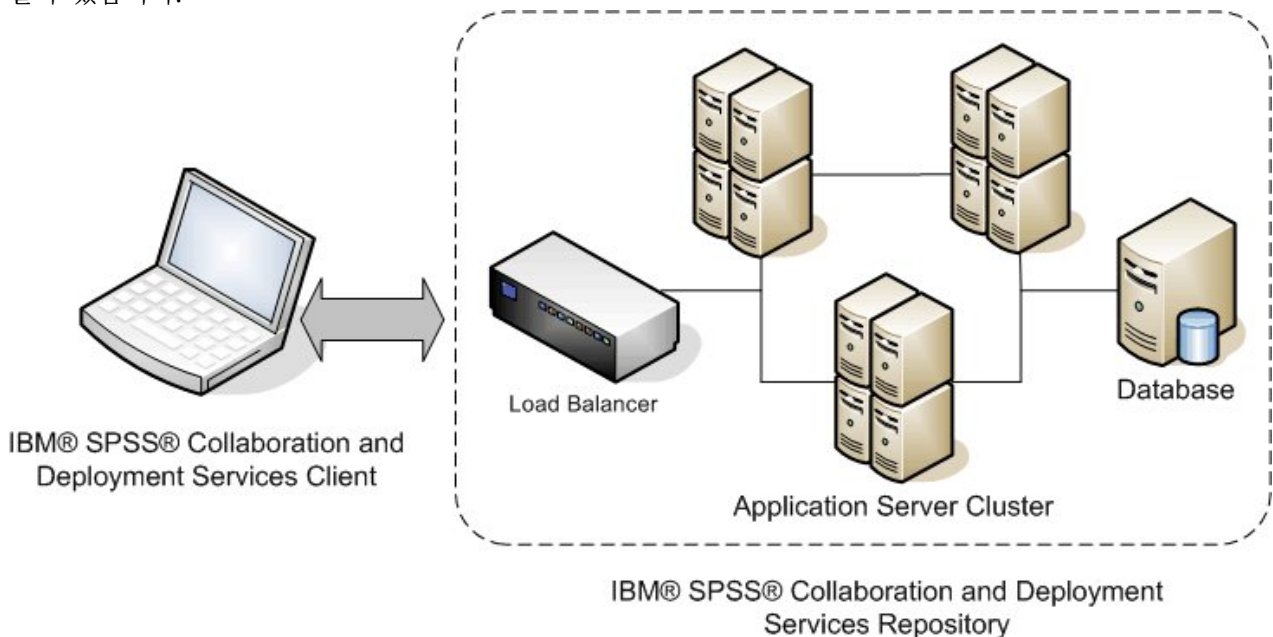 Load Balancer
Database
IBM® SPSS® Collaboration and
Deployment Services Client
Application Server Cluster
IBM® SPSS® Collaboration and Deployment
Services Repository